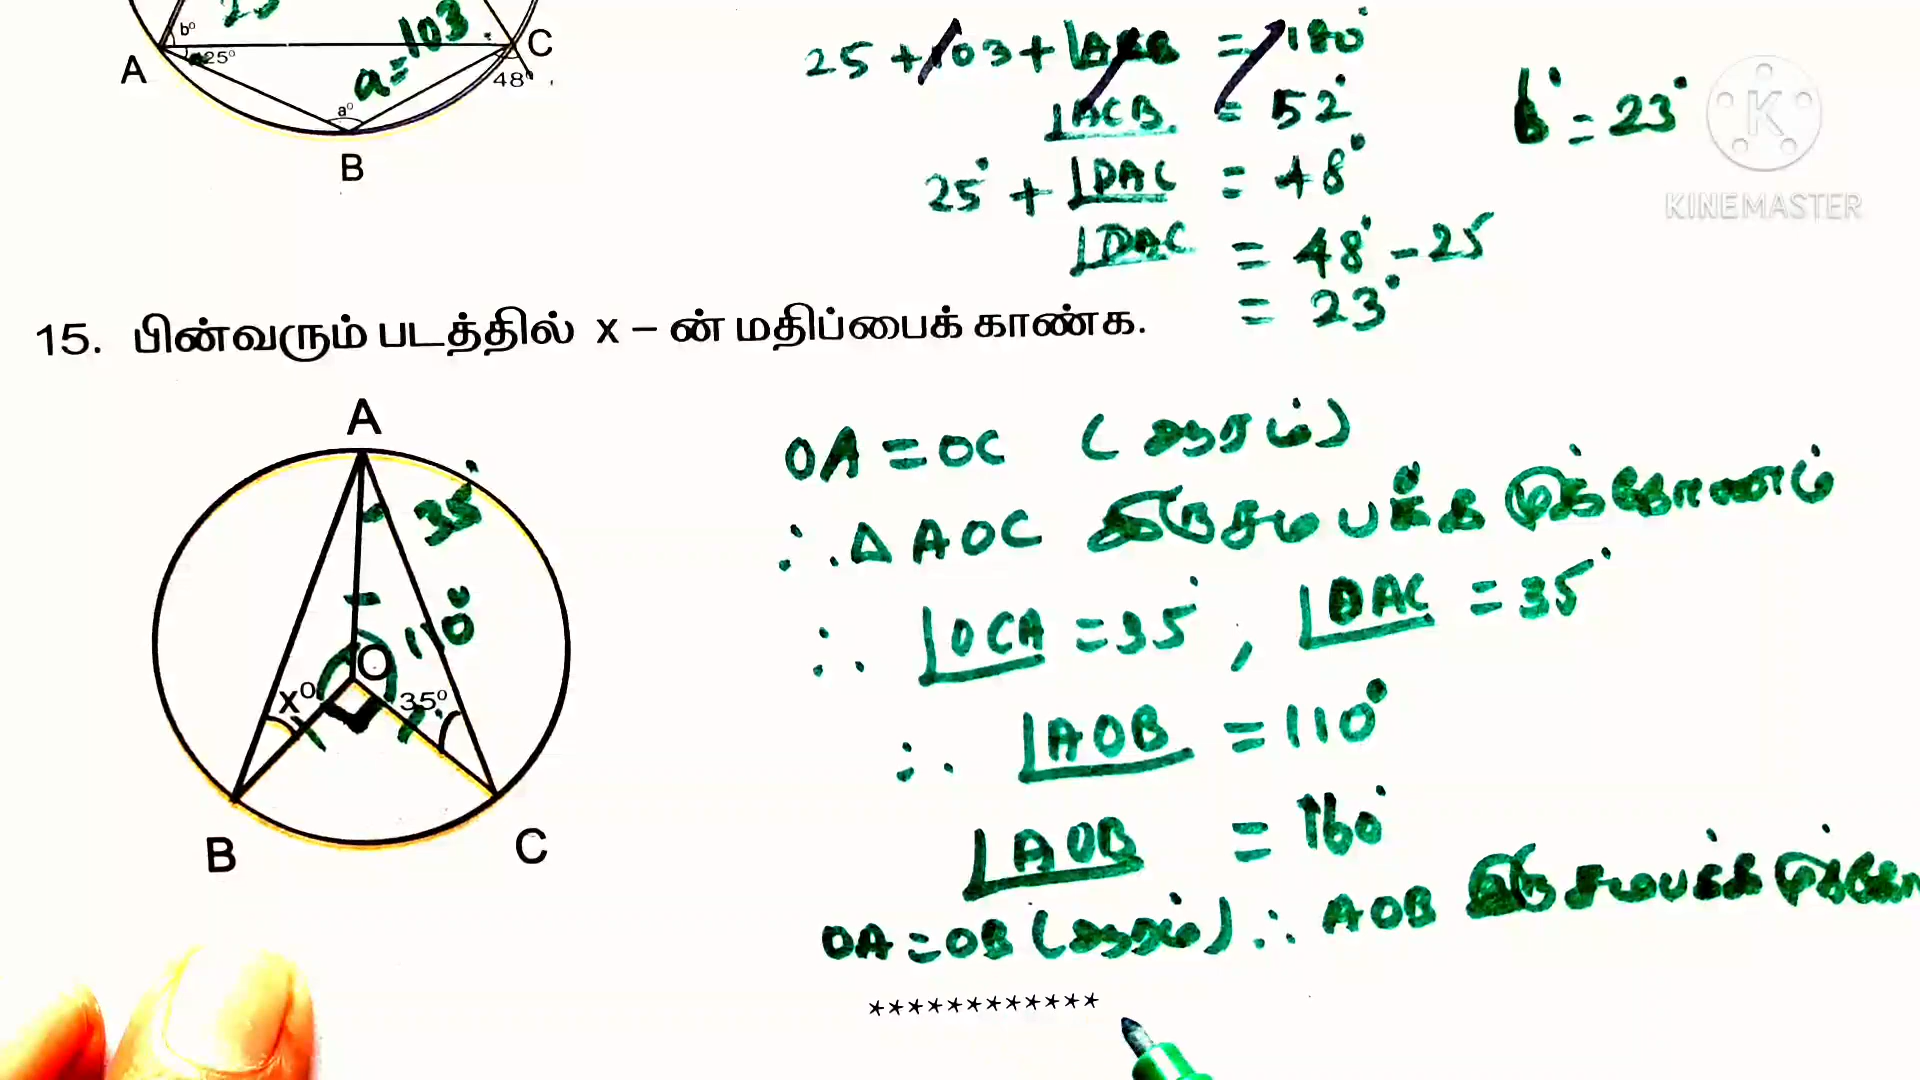 25
b°
25°
a = 103
48°
a°
A
C
B
25 + 103 + ∠ACB = 180°
∠ACB = 52°
b° = 23°
25° + ∠DAC = 48°
∠DAC = 48° - 25
= 23°
K
KINEMASTER
15. பின்வரும் படத்தில் x – ன் மதிப்பைக் காண்க.
A
35°
110°
O
x°
35°
B
C
OA = OC (ஆரம்)
∴ △ AOC இருசமபக்க முக்கோணம்
∴ ∠OCA = 35°, ∠OAC = 35°
∴ ∠AOB = 110°
∠AOB = 160°
OA = OB (ஆரம்) ∴ AOB இருசமபக்க முக்கோ
************